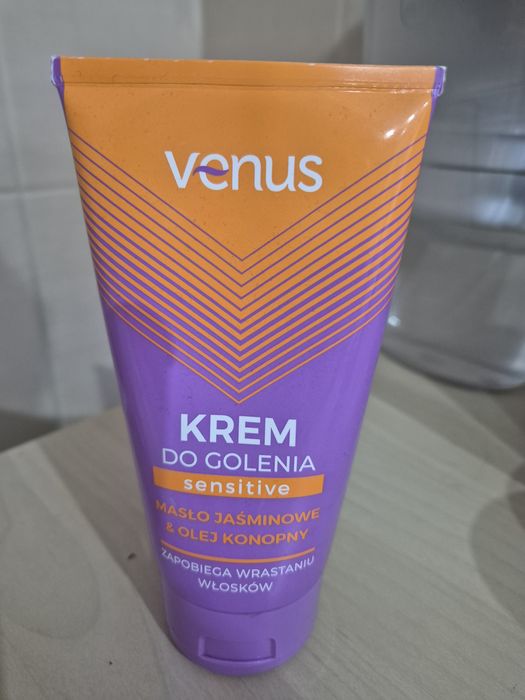 venus
KREM
DO GOLENIA
sensitive
MASŁO JAŚMINOWE
& OLEJ KONOPNY
ZAPOBIEGA WRASTANIU
WŁOSKÓW